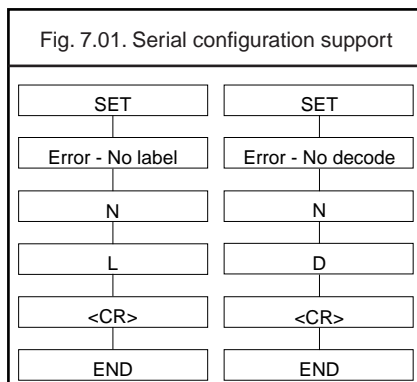 Fig. 7.01. Serial configuration support
SET
Error - No label
N
L
<CR>
END
SET
Error - No decode
N
D
<CR>
END